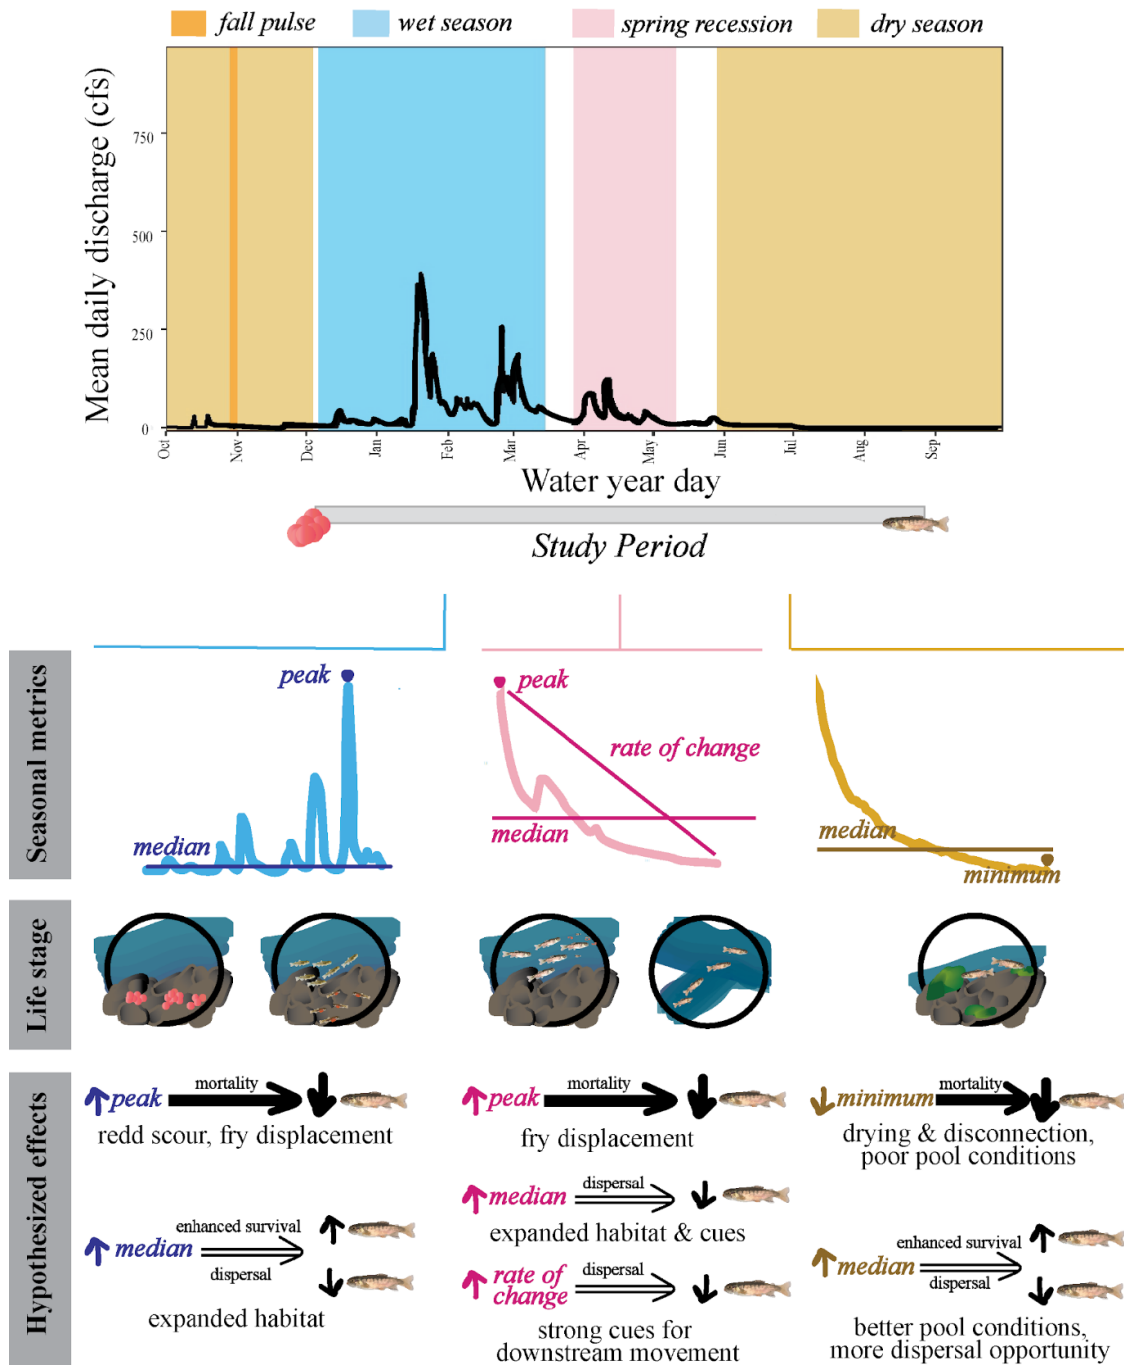 fall pulse wet season spring recession dry season
Mean daily discharge (cfs)
750
500
250
0
Oct Nov Dec Jan Feb Mar Apr May Jun Jul Aug Sep
Water year day
Study Period
Seasonal metrics
peak
median
peak
rate of change
median
median
minimum
Life stage
Hypothesized effects
peak mortality
redd scour, fry displacement
median enhanced survival
dispersal
expanded habitat
peak mortality
fry displacement
median dispersal
expanded habitat & cues
rate of
change dispersal
strong cues for
downstream movement
minimum mortality
drying & disconnection,
poor pool conditions
median enhanced survival
dispersal
better pool conditions,
more dispersal opportunity